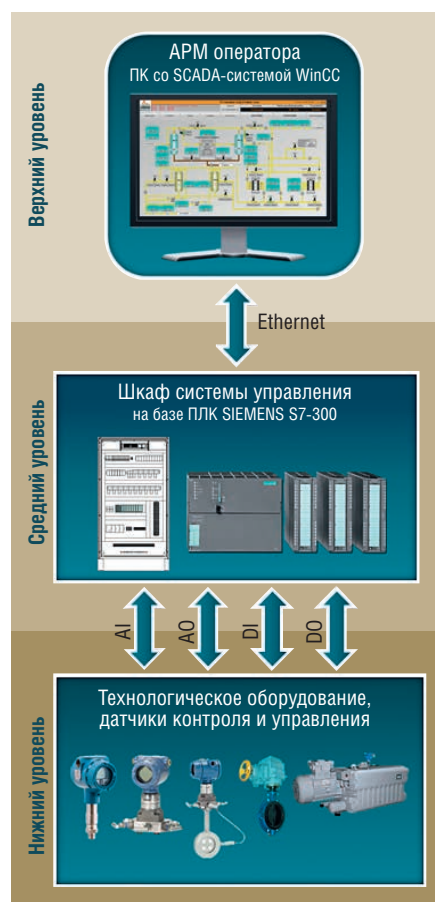 Верхний уровень
АРМ оператора
ПК со SCADA-системой WinCC
Ethernet
Средний уровень
Шкаф системы управления
на базе ПЛК SIEMENS S7-300
AI
AO
DI
DO
Нижний уровень
Технологическое оборудование,
датчики контроля и управления